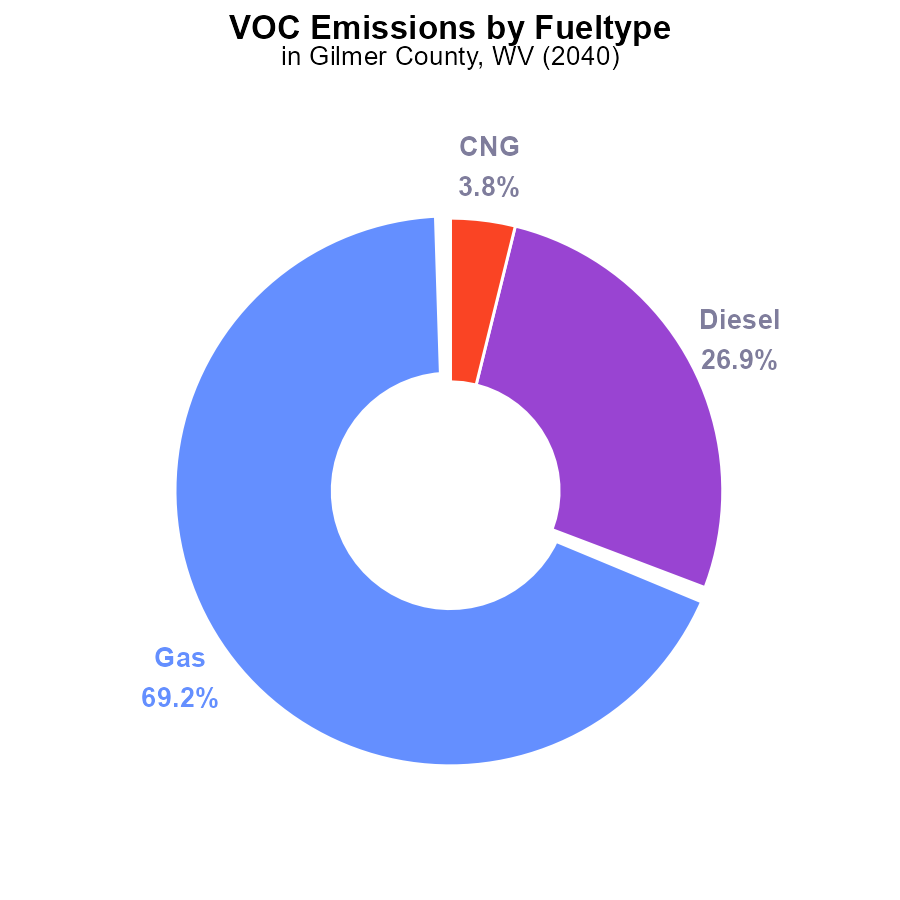 VOC Emissions by Fueltype
in Gilmer County, WV (2040)
CNG
3.8%
Diesel
26.9%
Gas
69.2%